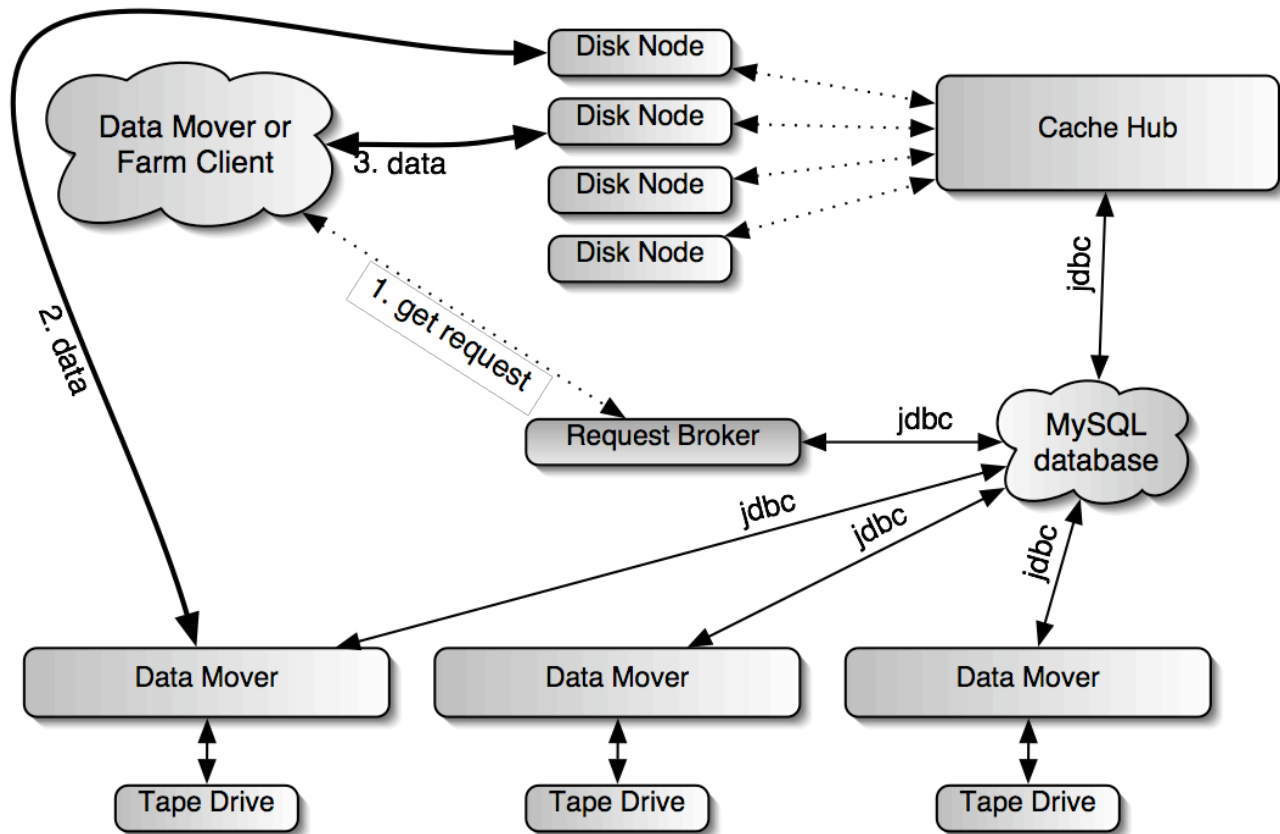 Disk Node
Data Mover or
Farm Client
Disk Node
Cache Hub
3. data
Disk Node
Disk Node
jdbc
1. get request
2. data
Request Broker
jdbc
MySQL
database
jdbc
jdbc
jdbc
Data Mover
Data Mover
Data Mover
Tape Drive
Tape Drive
Tape Drive